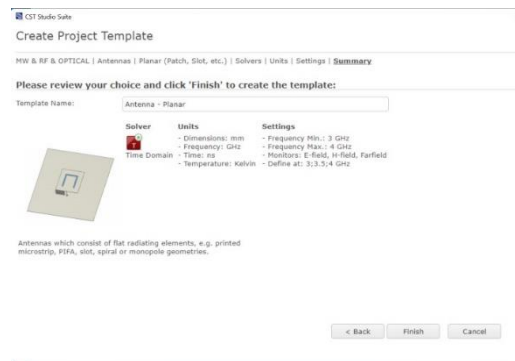 CST Studio Suite
Create Project Template
MW & RF & OPTICAL | Antennas | Planar (Patch, Slot, etc.) | Solvers | Units | Settings | Summary
Please review your choice and click 'Finish' to create the template:
Template Name: Antenna - Planar
Solver Units Settings
- Dimensions: mm - Frequency Min.: 3 GHz
- Frequency: GHz - Frequency Max.: 4 GHz
Time Domain - Time: ns - Monitors: E-field, H-field, Farfield
- Temperature: Kelvin - Define at: 3;3.5;4 GHz
Antennas which consist of flat radiating elements, e.g. printed
microstrip, PIFA, slot, spiral or monopole geometries.
< Back Finish Cancel